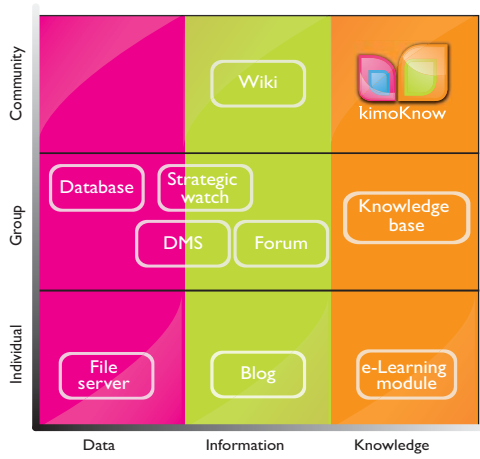 Community
Wiki
kimoKnow
Group
Database
Strategic
watch
Knowledge
base
DMS
Forum
Individual
File
server
Blog
e-Learning
module
Data
Information
Knowledge